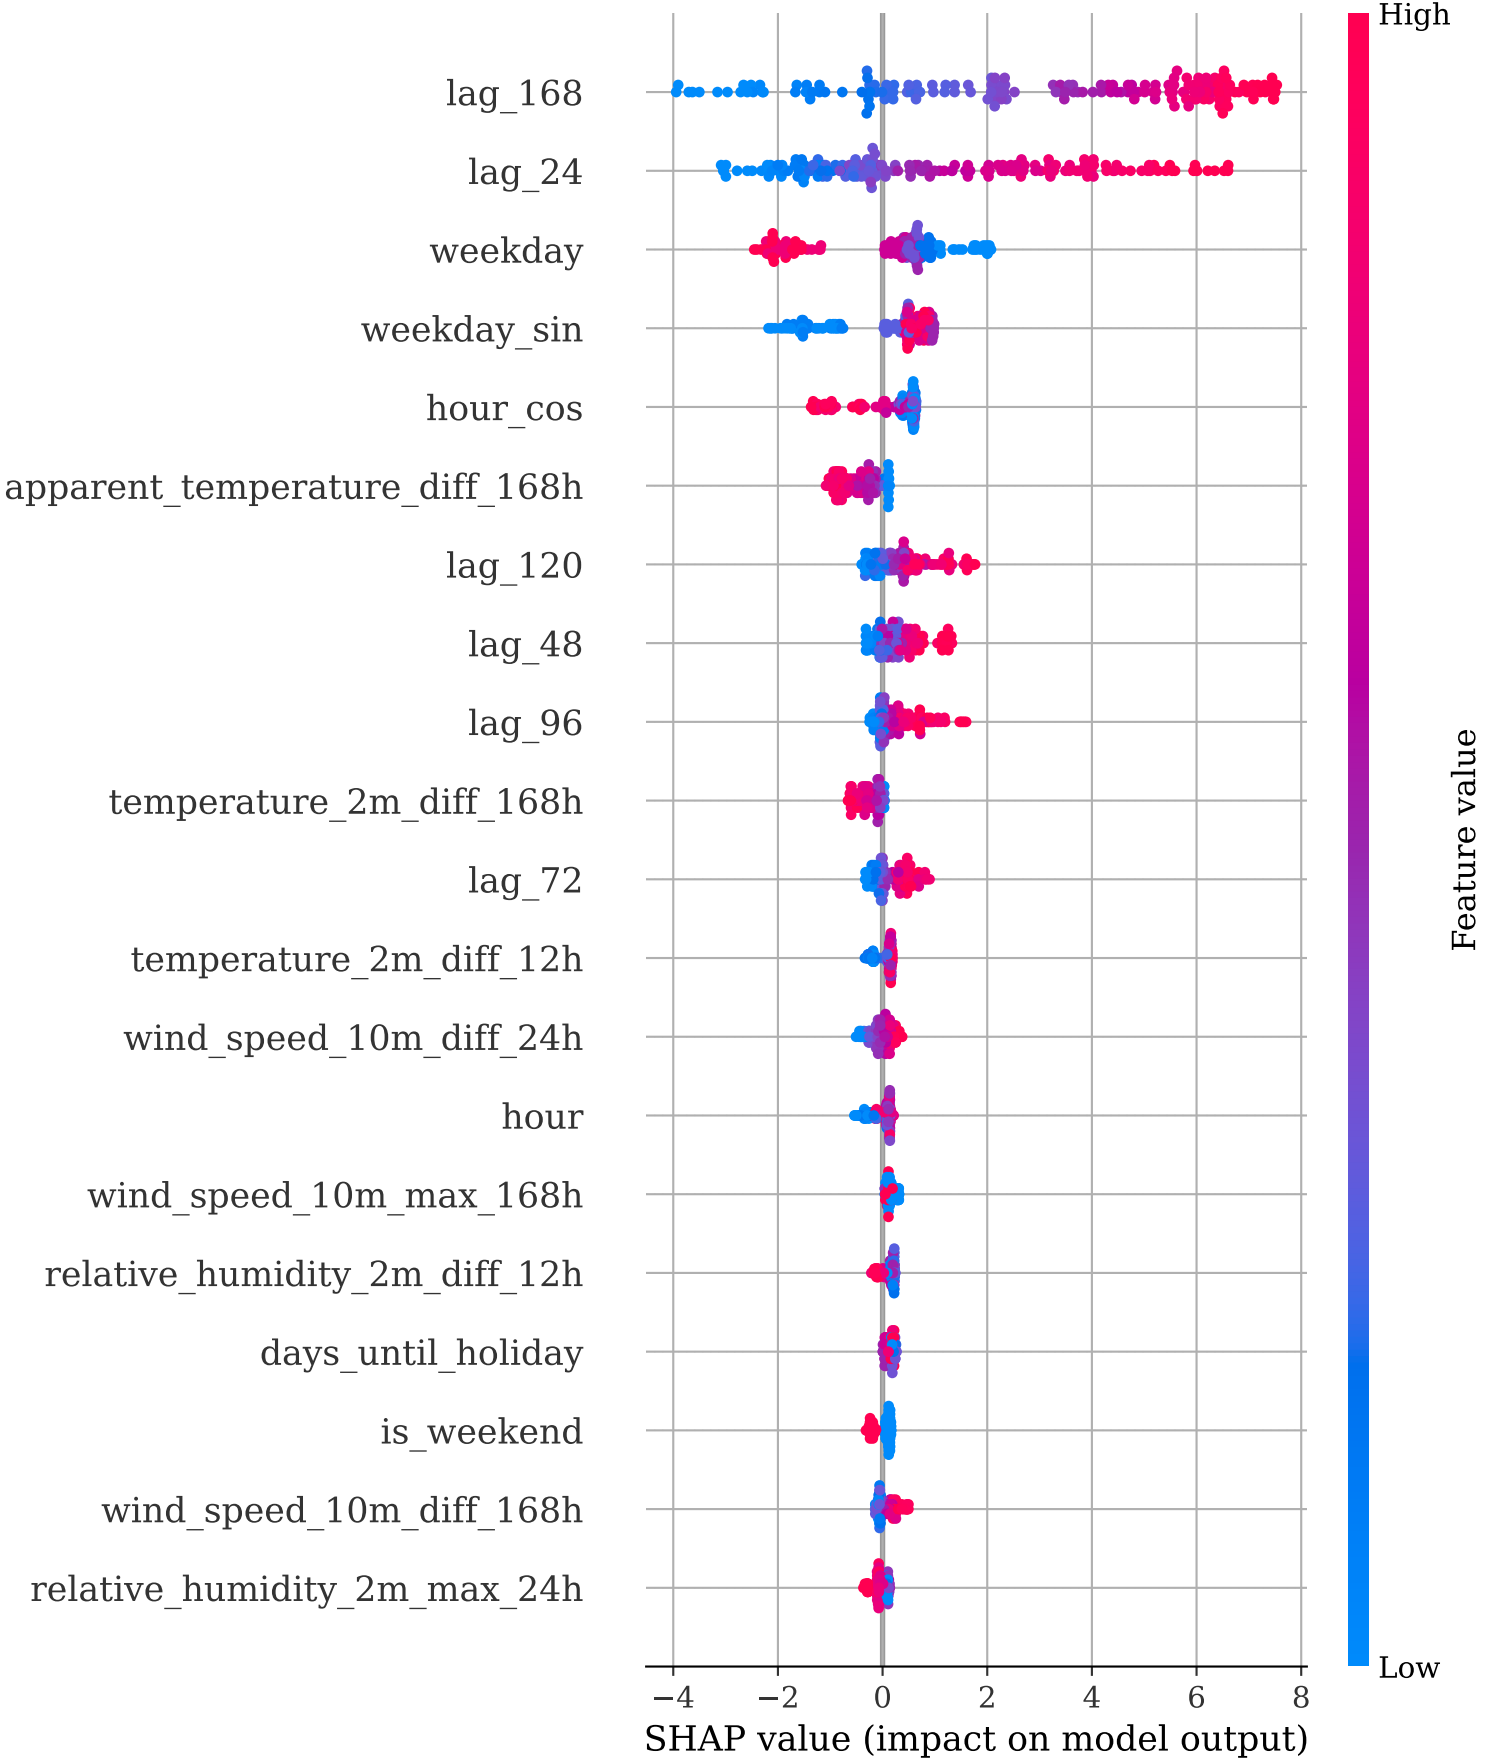 High
lag_168
lag_24
weekday
weekday_sin
hour_cos
apparent_temperature_diff_168h
lag_120
lag_48
lag_96
temperature_2m_diff_168h
lag_72
temperature_2m_diff_12h
wind_speed_10m_diff_24h
hour
wind_speed_10m_max_168h
relative_humidity_2m_diff_12h
days_until_holiday
is_weekend
wind_speed_10m_diff_168h
relative_humidity_2m_max_24h
Feature value
Low
−4 −2 0 2 4 6 8
SHAP value (impact on model output)